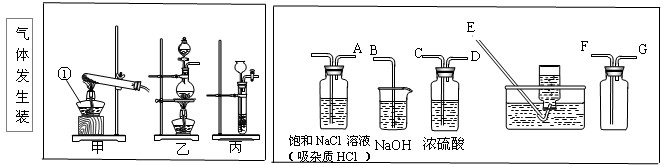 气体发生装
①
甲 乙 丙
A B C D E F G
饱和NaCl 溶液 NaOH 浓硫酸
（吸杂质HCl ）